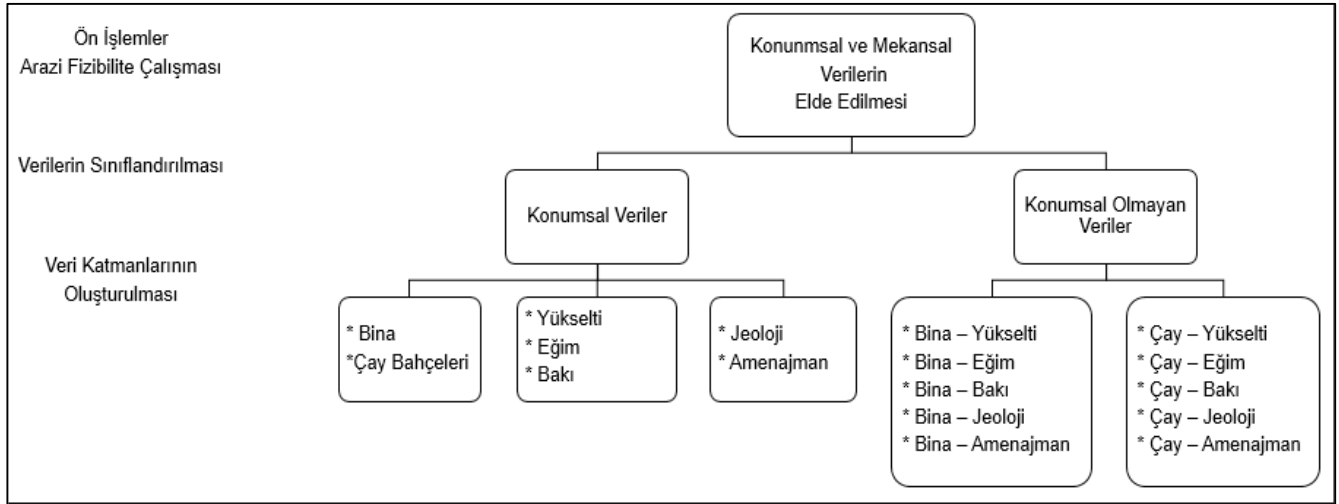 Ön İşlemler
Arazi Fizibilite Çalışması
Konunmsal ve Mekansal
Verilerin
Elde Edilmesi
Verilerin Sınıflandırılması
Konumsal Veriler
Konumsal Olmayan
Veriler
Veri Katmanlarının
Oluşturulması
* Bina
*Çay Bahçeleri
* Yükselti
* Eğim
* Bakı
* Jeoloji
* Amenajman
* Bina – Yükselti
* Bina – Eğim
* Bina – Bakı
* Bina – Jeoloji
* Bina – Amenajman
* Çay – Yükselti
* Çay – Eğim
* Çay – Bakı
* Çay – Jeoloji
* Çay – Amenajman